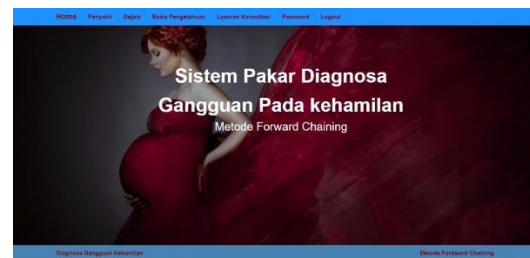 Home Penyakit Gejala Basis Pengetahuan Laporan Konsultasi Password Logout
Sistem Pakar Diagnosa
Gangguan Pada kehamilan
Metode Forward Chaining
Diagnosa Gangguan Kehamilan Metode Fordward Chaining